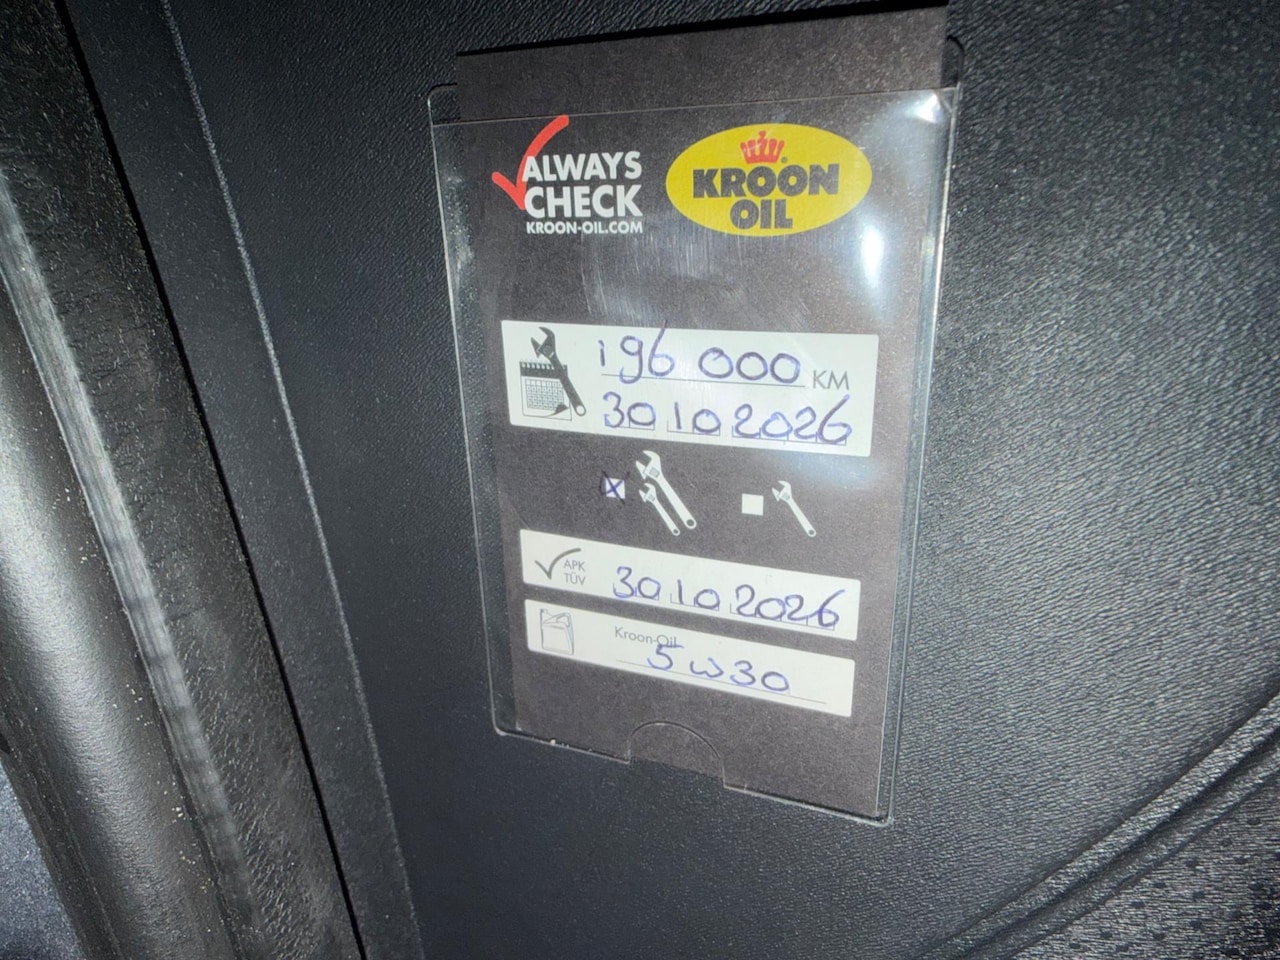 ALWAYS
CHECK
KROON-OIL.COM
KROON
OIL
196 000 KM
30 10 2026
APK
TÜV
30 10 2026
Kroon-Oil
5W30